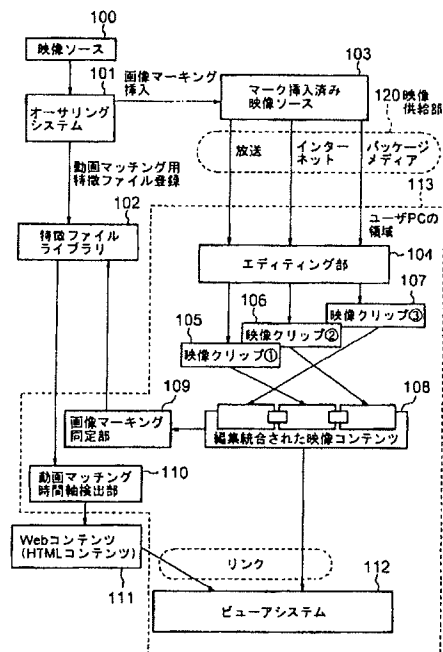 100
映像ソース
101
画像マーキング
挿入
103
オーサリング
システム
マーク挿入済み
映像ソース
120 映像
供給部
放送
インター
ネット
パッケージ
メディア
動画マッチング用
特徴ファイル登録
113
102
特徴ファイル
ライブラリ
ユーザPCの
領域
104
エディティング部
107
106
映像クリップ③
105
映像クリップ②
映像クリップ①
109
108
画像マーキング
同定部
編集統合された映像コンテンツ
110
動画マッチング
時間軸検出部
Webコンテンツ
(HTMLコンテンツ)
111
リンク
112
ビューアシステム